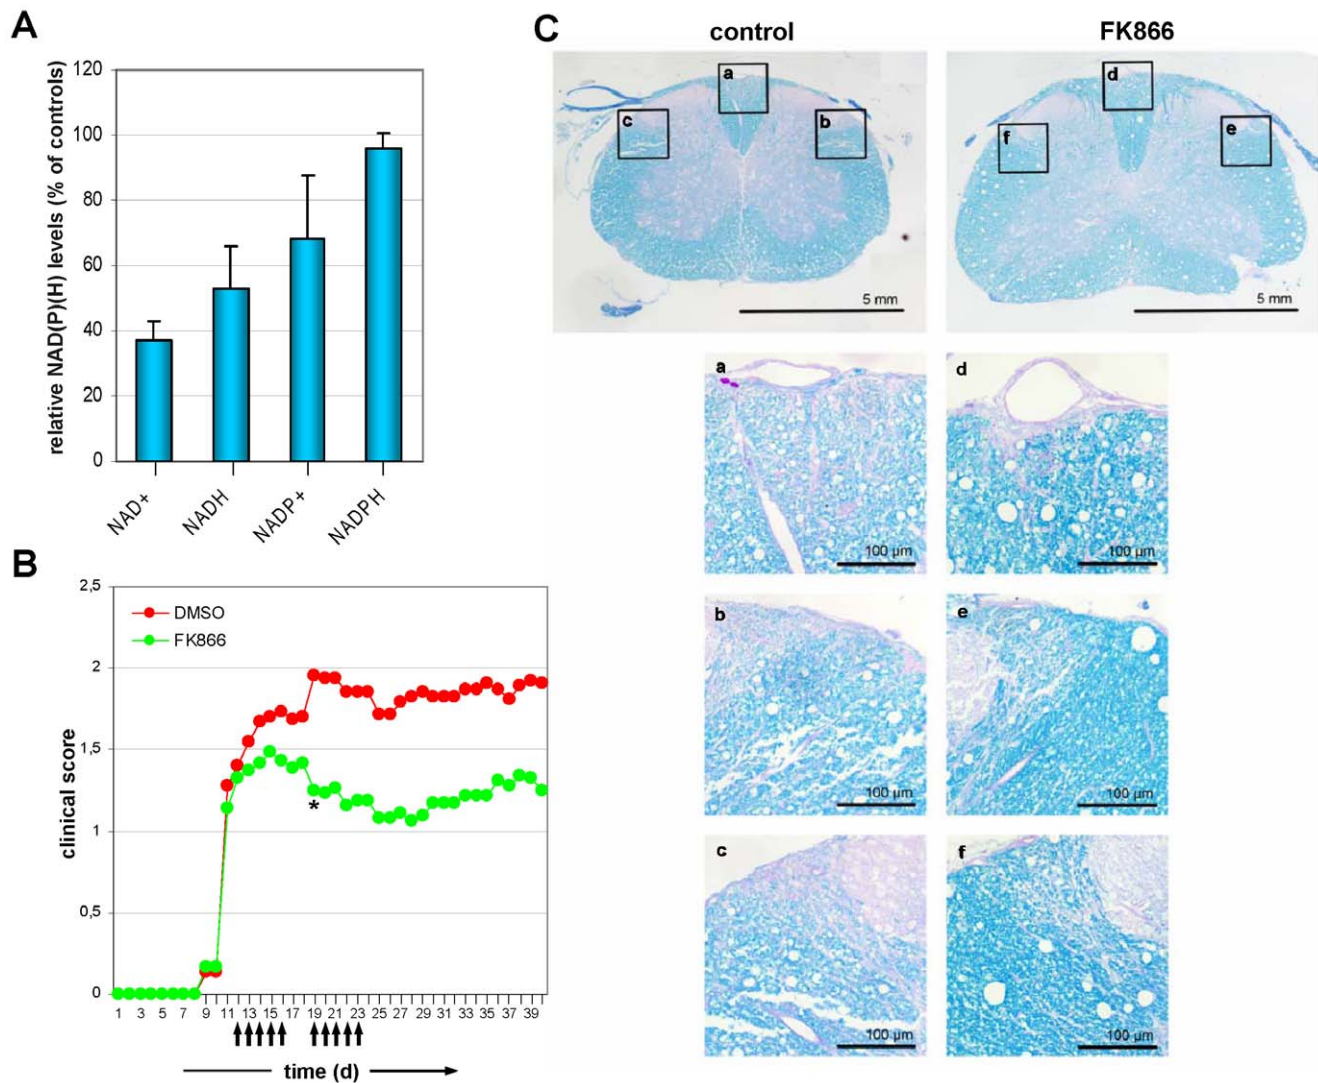 A
relative NAD(P)(H) levels (% of controls)
120
100
80
60
40
20
0
NAD+
NADH
NADP+
NADPH
B
clinical score
2,5
2
1,5
1
0,5
0
DMSO
FK866
*
1 3 5 7 9 11 13 15 17 19 21 23 25 27 29 31 33 35 37 39
time (d)
C
control
FK866
a
c
b
5 mm
d
f
e
5 mm
a
100 µm
d
100 µm
b
100 µm
e
100 µm
c
100 µm
f
100 µm